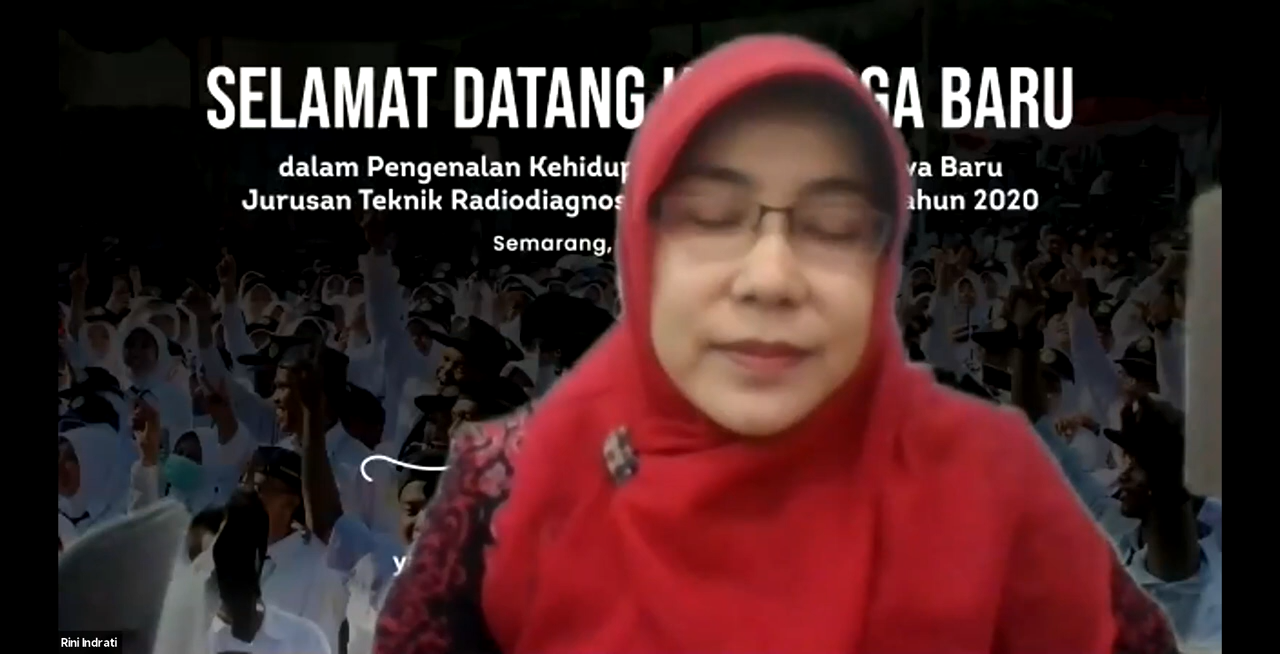 SELAMAT DATANG GA BARU
dalam Pengenalan Kehidup va Baru
Jurusan Teknik Radiodiagnos ahun 2020
Semarang,
y
Rini Indrati